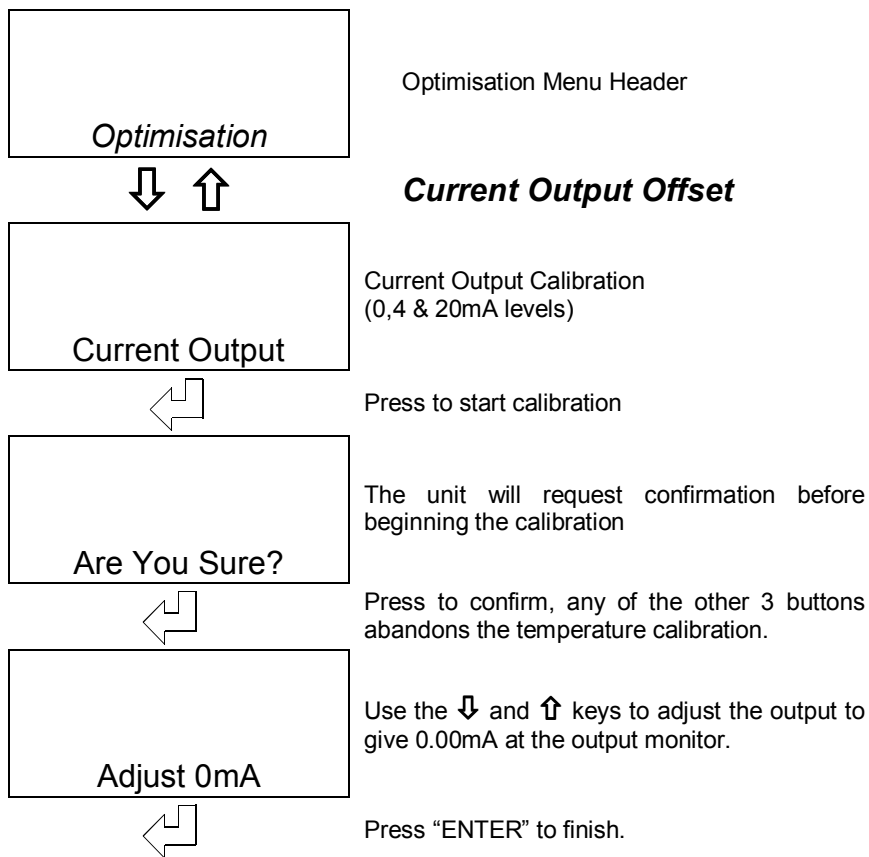 Optimisation Menu Header
Optimisation
Current Output Offset
Current Output Calibration
(0,4 & 20mA levels)
Current Output
Press to start calibration
The unit will request confirmation before
beginning the calibration
Are You Sure?
Press to confirm, any of the other 3 buttons
abandons the temperature calibration.
Use the ⇩ and ⇧ keys to adjust the output to
give 0.00mA at the output monitor.
Adjust 0mA
Press “ENTER” to finish.